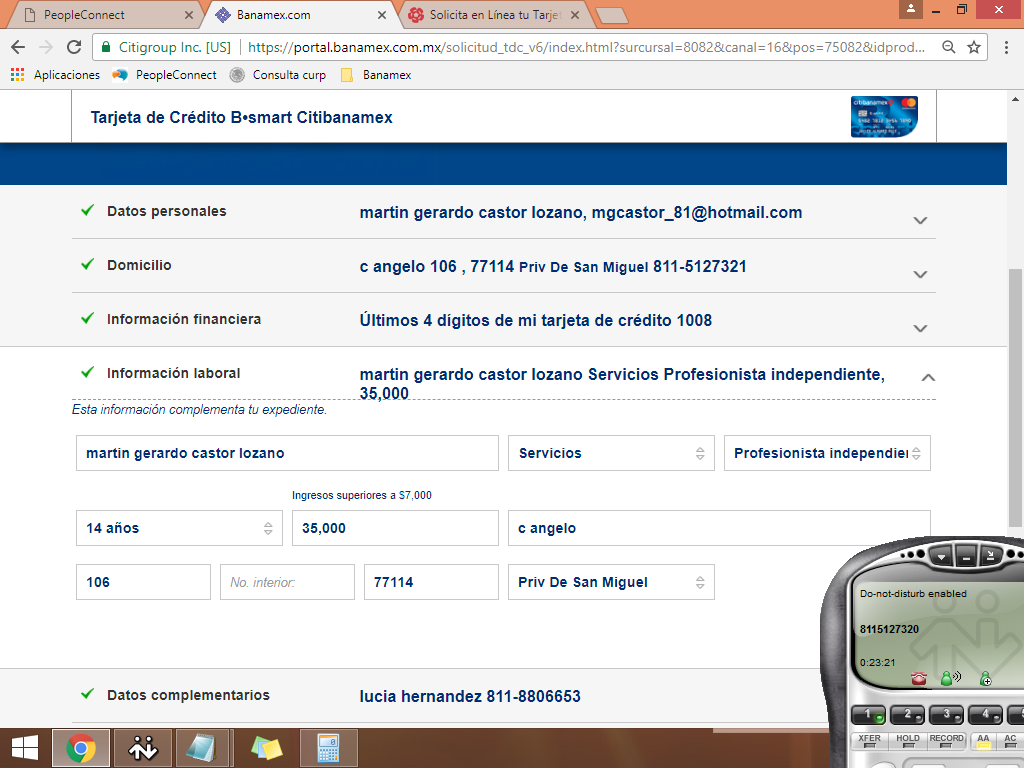 PeopleConnect
Banamex.com
Solicita en Línea tu Tarjet
Citigroup Inc. [US]
https://portal.banamex.com.mx/solicitud_tdc_v6/index.html?surcursal=8082&canal=16&pos=75082&idprod...
Aplicaciones
PeopleConnect
Consulta curp
Banamex
Tarjeta de Crédito B•smart Citibanamex
citibanamex
Datos personales
martin gerardo castor lozano, mgcastor_81@hotmail.com
Domicilio
c angelo 106 , 77114 Priv De San Miguel 811-5127321
Información financiera
Últimos 4 dígitos de mi tarjeta de crédito 1008
Información laboral
martin gerardo castor lozano Servicios Profesionista independiente,
35,000
Esta información complementa tu expediente.
martin gerardo castor lozano
Servicios
Profesionista independier
Ingresos superiores a $7,000
14 años
35,000
c angelo
106
No. interior:
77114
Priv De San Miguel
Datos complementarios
lucia hernandez 811-8806653
Do-not-disturb enabled
8115127320
0:23:21
1
2
3
4
5
XFER
HOLD
RECORD
AA
AC